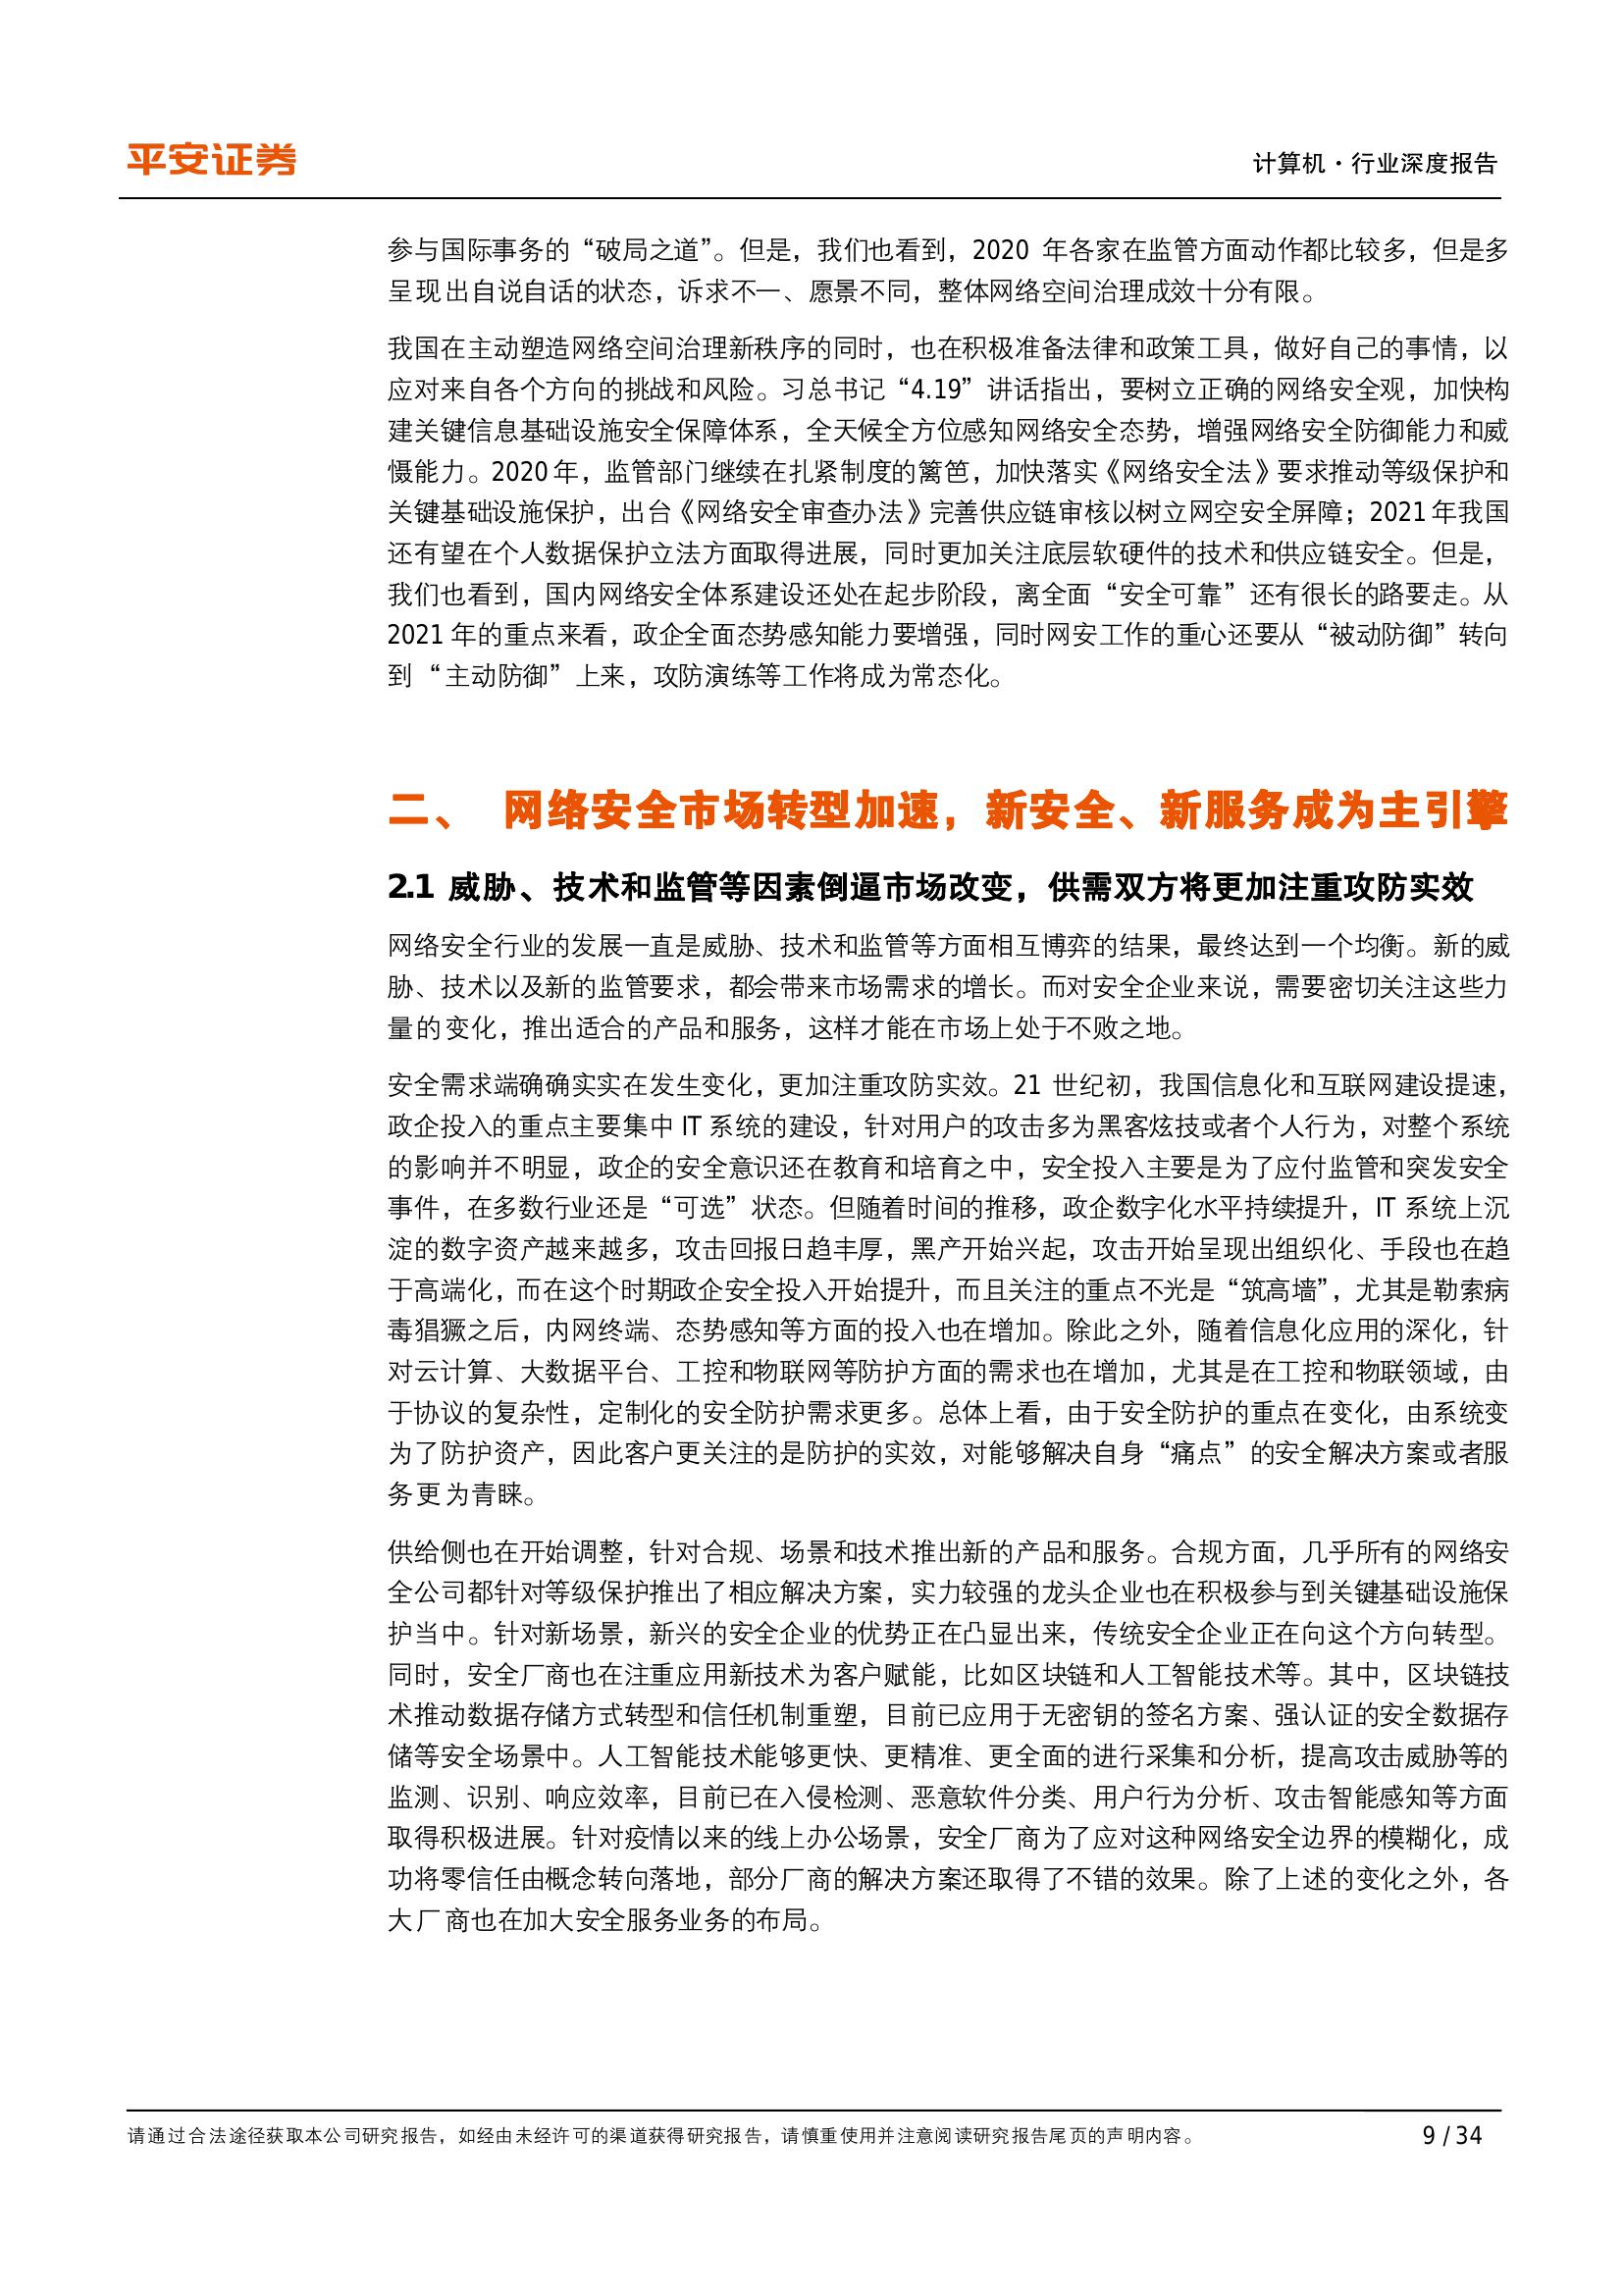 平安证券
计算机·行业深度报告
参与国际事务的“破局之道”。但是，我们也看到，2020 年各家在监管方面动作都比较多，但是多
呈现出自说自话的状态，诉求不一、愿景不同，整体网络空间治理成效十分有限。
我国在主动塑造网络空间治理新秩序的同时，也在积极准备法律和政策工具，做好自己的事情，以
应对来自各个方向的挑战和风险。习总书记“4.19”讲话指出，要树立正确的网络安全观，加快构
建关键信息基础设施安全保障体系，全天候全方位感知网络安全态势，增强网络安全防御能力和威
慑能力。2020 年，监管部门继续在扎紧制度的篱笆，加快落实《网络安全法》要求推动等级保护和
关键基础设施保护，出台《网络安全审查办法》完善供应链审核以树立网空安全屏障；2021 年我国
还有望在个人数据保护立法方面取得进展，同时更加关注底层软硬件的技术和供应链安全。但是，
我们也看到，国内网络安全体系建设还处在起步阶段，离全面“安全可靠”还有很长的路要走。从
2021 年的重点来看，政企全面态势感知能力要增强，同时网安工作的重心还要从“被动防御”转向
到“主动防御”上来，攻防演练等工作将成为常态化。
二、 网络安全市场转型加速，新安全、新服务成为主引擎
2.1 威胁、技术和监管等因素倒逼市场改变，供需双方将更加注重攻防实效
网络安全行业的发展一直是威胁、技术和监管等方面相互博弈的结果，最终达到一个均衡。新的威
胁、技术以及新的监管要求，都会带来市场需求的增长。而对安全企业来说，需要密切关注这些力
量的变化，推出适合的产品和服务，这样才能在市场上处于不败之地。
安全需求端确确实实在发生变化，更加注重攻防实效。21 世纪初，我国信息化和互联网建设提速，
政企投入的重点主要集中 IT 系统的建设，针对用户的攻击多为黑客炫技或者个人行为，对整个系统
的影响并不明显，政企的安全意识还在教育和培育之中，安全投入主要是为了应付监管和突发安全
事件，在多数行业还是“可选”状态。但随着时间的推移，政企数字化水平持续提升，IT 系统上沉
淀的数字资产越来越多，攻击回报日趋丰厚，黑产开始兴起，攻击开始呈现出组织化、手段也在趋
于高端化，而在这个时期政企安全投入开始提升，而且关注的重点不光是“筑高墙”，尤其是勒索病
毒猖獗之后，内网终端、态势感知等方面的投入也在增加。除此之外，随着信息化应用的深化，针
对云计算、大数据平台、工控和物联网等防护方面的需求也在增加，尤其是在工控和物联领域，由
于协议的复杂性，定制化的安全防护需求更多。总体上看，由于安全防护的重点在变化，由系统变
为了防护资产，因此客户更关注的是防护的实效，对能够解决自身“痛点”的安全解决方案或者服
务更为青睐。
供给侧也在开始调整，针对合规、场景和技术推出新的产品和服务。合规方面，几乎所有的网络安
全公司都针对等级保护推出了相应解决方案，实力较强的龙头企业也在积极参与到关键基础设施保
护当中。针对新场景，新兴的安全企业的优势正在凸显出来，传统安全企业正在向这个方向转型。
同时，安全厂商也在注重应用新技术为客户赋能，比如区块链和人工智能技术等。其中，区块链技
术推动数据存储方式转型和信任机制重塑，目前已应用于无密钥的签名方案、强认证的安全数据存
储等安全场景中。人工智能技术能够更快、更精准、更全面的进行采集和分析，提高攻击威胁等的
监测、识别、响应效率，目前已在入侵检测、恶意软件分类、用户行为分析、攻击智能感知等方面
取得积极进展。针对疫情以来的线上办公场景，安全厂商为了应对这种网络安全边界的模糊化，成
功将零信任由概念转向落地，部分厂商的解决方案还取得了不错的效果。除了上述的变化之外，各
大厂商也在加大安全服务业务的布局。
请通过合法途径获取本公司研究报告，如经由未经许可的渠道获得研究报告，请慎重使用并注意阅读研究报告尾页的声明内容。
9 / 34